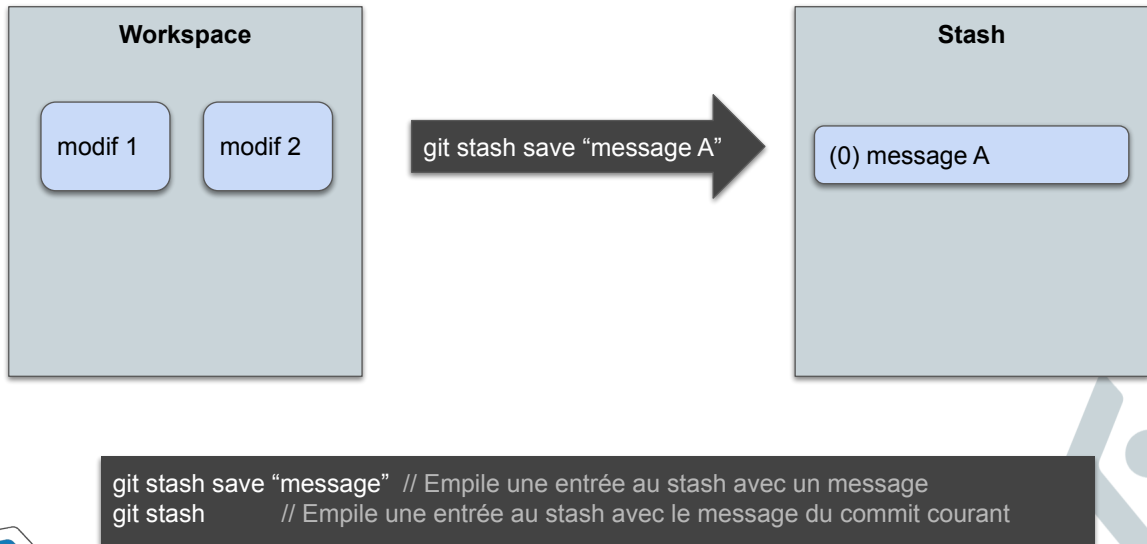 Workspace
Stash
modif 1
modif 2
git stash save “message A”
(0) message A
git stash save “message” // Empile une entrée au stash avec un message
git stash // Empile une entrée au stash avec le message du commit courant